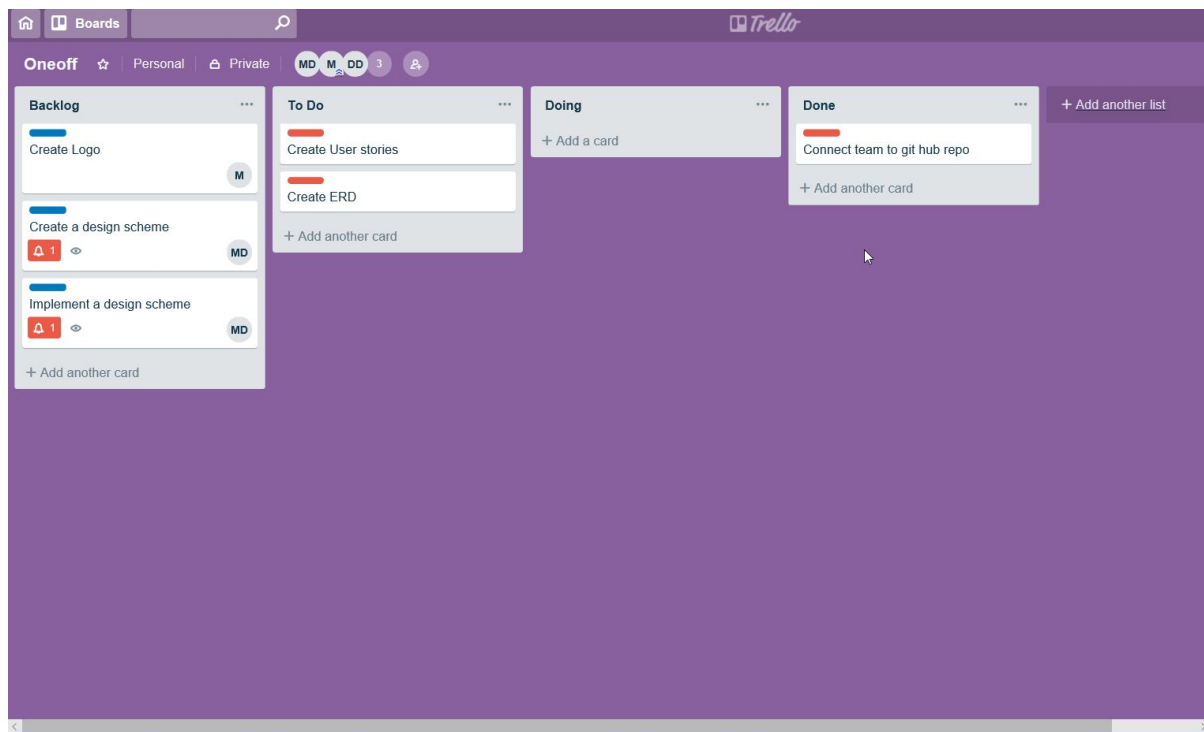 Boards
Trello
Oneoff Personal Private MD M DD 3
Backlog
Create Logo
M
Create a design scheme
1 MD
Implement a design scheme
1 MD
+ Add another card
To Do
Create User stories
Create ERD
+ Add another card
Doing
+ Add a card
Done
Connect team to git hub repo
+ Add another card
+ Add another list